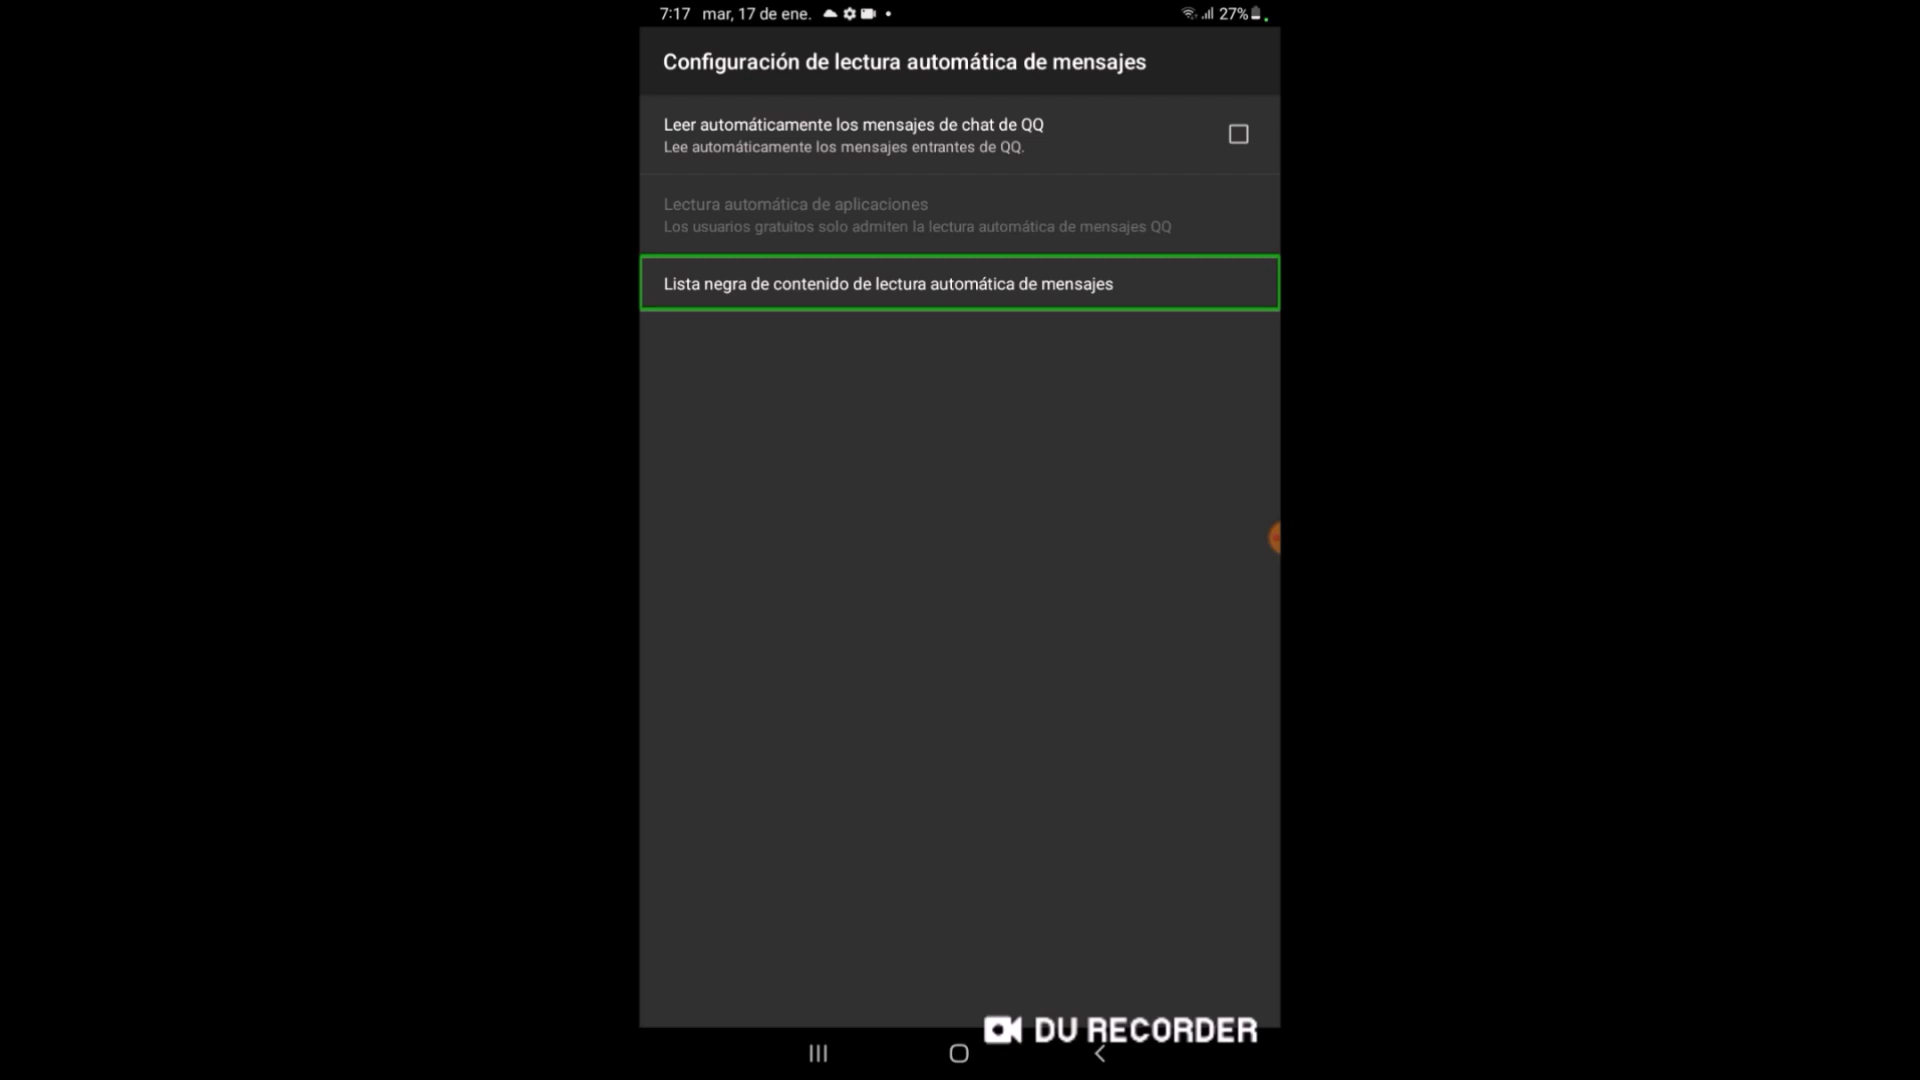 7:17 mar, 17 de ene. 27%
Configuración de lectura automática de mensajes
Leer automáticamente los mensajes de chat de QQ
Lee automáticamente los mensajes entrantes de QQ.
Lectura automática de aplicaciones
Los usuarios gratuitos solo admiten la lectura automática de mensajes QQ
Lista negra de contenido de lectura automática de mensajes
DU RECORDER